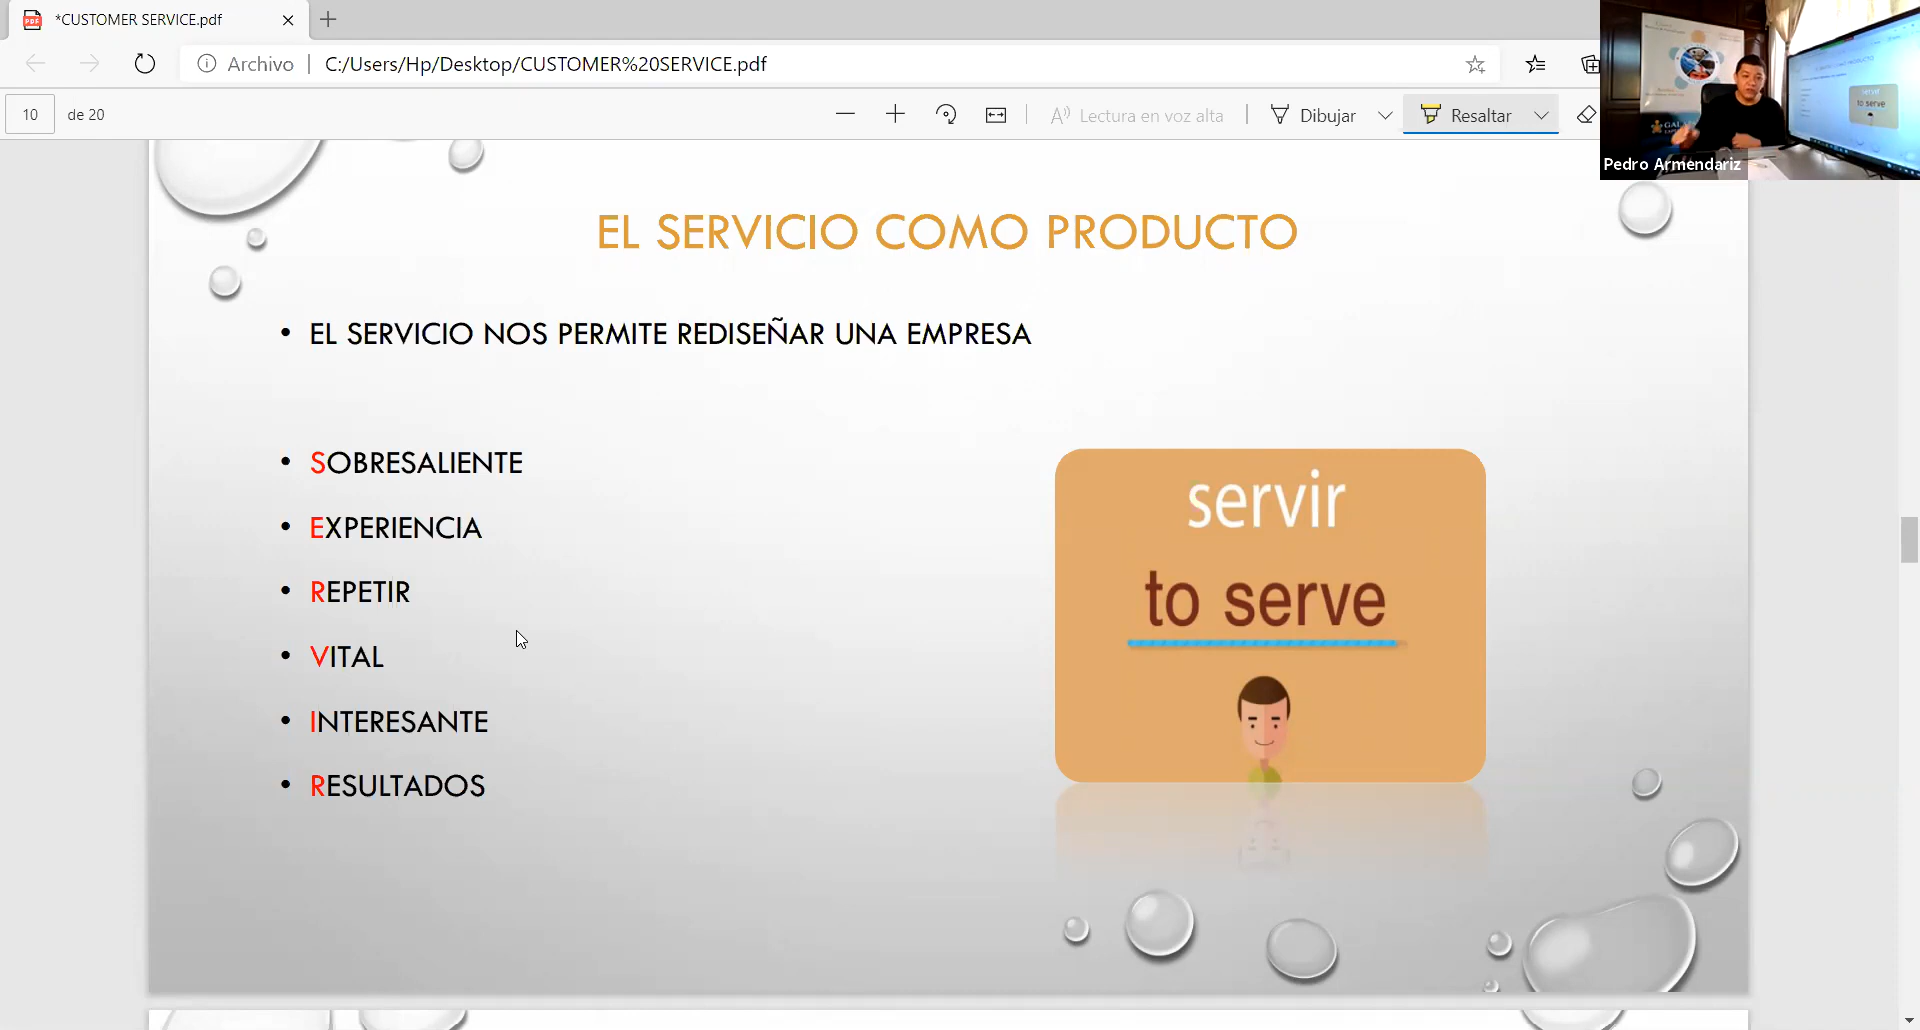 *CUSTOMER SERVICE.pdf
Archivo | C:/Users/Hp/Desktop/CUSTOMER%20SERVICE.pdf
10 de 20
Lectura en voz alta
Dibujar
Resaltar
Pedro Armendariz
EL SERVICIO COMO PRODUCTO
• EL SERVICIO NOS PERMITE REDISEÑAR UNA EMPRESA
• SOBRESALIENTE
• EXPERIENCIA
• REPETIR
• VITAL
• INTERESANTE
• RESULTADOS
servir
to serve